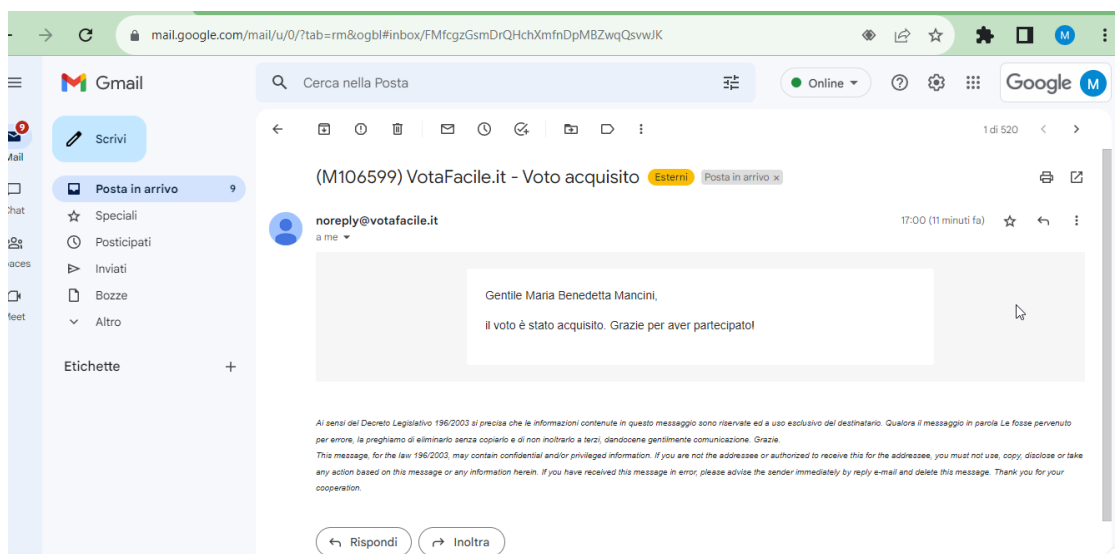 mail.google.com/mail/u/0/?tab=rm&ogbl#inbox/FMfcgzGsmDrQHchXmfnDpMBZwqQsvwJK
M
Gmail
Cerca nella Posta
Online
Google
M
9
Mail
Scrivi
1 di 520
Posta in arrivo 9
(M106599) VotaFacile.it - Voto acquisito Esterni Posta in arrivo x
Speciali
noreply@votafacile.it
17:00 (11 minuti fa)
a me
Posticipati
Inviati
Bozze
Altro
Etichette
Gentile Maria Benedetta Mancini,
il voto è stato acquisito. Grazie per aver partecipato!
Ai sensi del Decreto Legislativo 196/2003 si precisa che le informazioni contenute in questo messaggio sono riservate ed a uso esclusivo del destinatario. Qualora il messaggio in parola Le fosse pervenuto
per errore, la preghiamo di eliminarlo senza copiarlo e di non inoltrarlo a terzi, dandocene gentilmente comunicazione. Grazie.
This message, for the law 196/2003, may contain confidential and/or privileged information. If you are not the addressee or authorized to receive this for the addressee, you must not use, copy, disclose or take
any action based on this message or any information herein. If you have received this message in error, please advise the sender immediately by reply e-mail and delete this message. Thank you for your
cooperation.
Rispondi
Inoltra